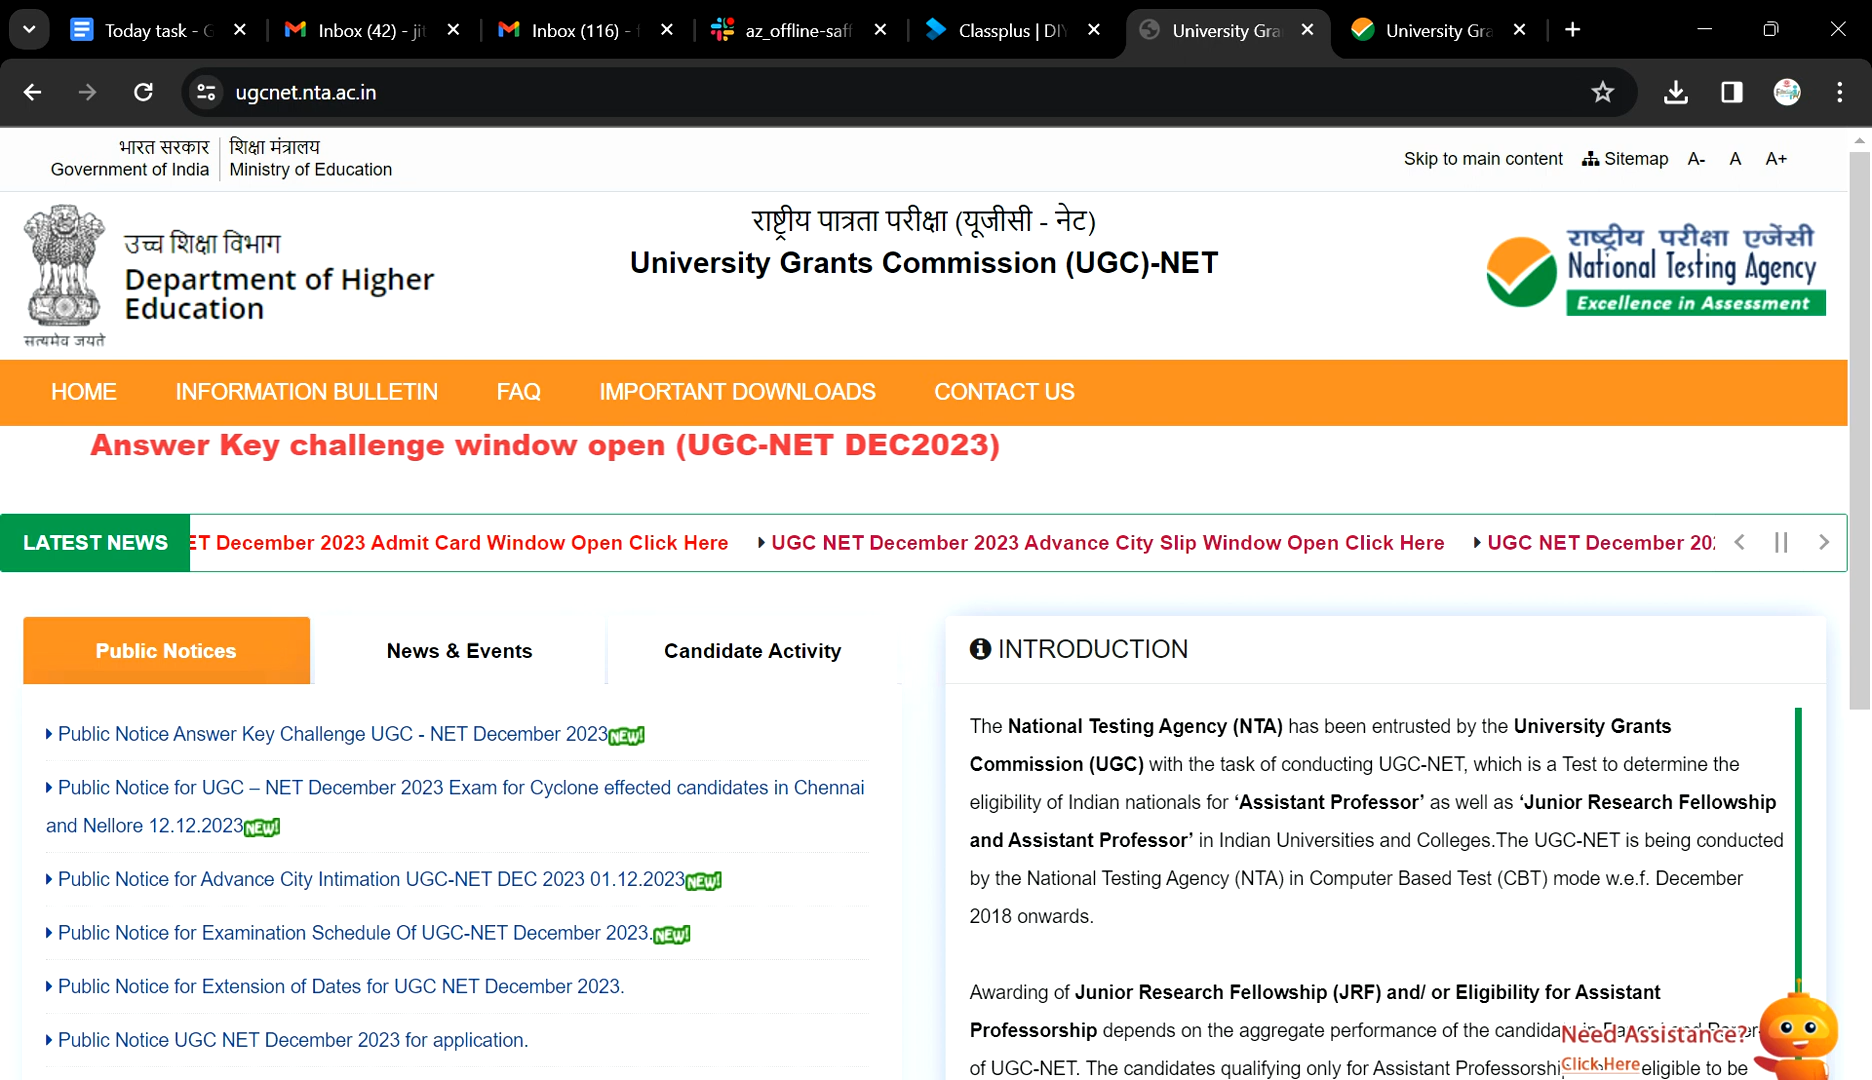 Today task - G
Inbox (42) - jit
Inbox (116) - f
az_offline-saff
Classplus | DIY
University Gra
University Gra
ugcnet.nta.ac.in
भारत सरकार
Government of India
शिक्षा मंत्रालय
Ministry of Education
Skip to main content Sitemap A- A A+
सत्यमेव जयते
उच्च शिक्षा विभाग
Department of Higher
Education
राष्ट्रीय पात्रता परीक्षा (यूजीसी - नेट)
University Grants Commission (UGC)-NET
राष्ट्रीय परीक्षा एजेंसी
National Testing Agency
Excellence in Assessment
HOME INFORMATION BULLETIN FAQ IMPORTANT DOWNLOADS CONTACT US
Answer Key challenge window open (UGC-NET DEC2023)
LATEST NEWS ET December 2023 Admit Card Window Open Click Here UGC NET December 2023 Advance City Slip Window Open Click Here UGC NET December 202
Public Notices News & Events Candidate Activity
Public Notice Answer Key Challenge UGC - NET December 2023 NEW!
Public Notice for UGC – NET December 2023 Exam for Cyclone effected candidates in Chennai
and Nellore 12.12.2023 NEW!
Public Notice for Advance City Intimation UGC-NET DEC 2023 01.12.2023 NEW!
Public Notice for Examination Schedule Of UGC-NET December 2023. NEW!
Public Notice for Extension of Dates for UGC NET December 2023.
Public Notice UGC NET December 2023 for application.
INTRODUCTION
The National Testing Agency (NTA) has been entrusted by the University Grants
Commission (UGC) with the task of conducting UGC-NET, which is a Test to determine the
eligibility of Indian nationals for ‘Assistant Professor’ as well as ‘Junior Research Fellowship
and Assistant Professor’ in Indian Universities and Colleges.The UGC-NET is being conducted
by the National Testing Agency (NTA) in Computer Based Test (CBT) mode w.e.f. December
2018 onwards.
Awarding of Junior Research Fellowship (JRF) and/ or Eligibility for Assistant
Professorship depends on the aggregate performance of the candida
of UGC-NET. The candidates qualifying only for Assistant Professorshi eligible to be
Need Assistance?
Click Here